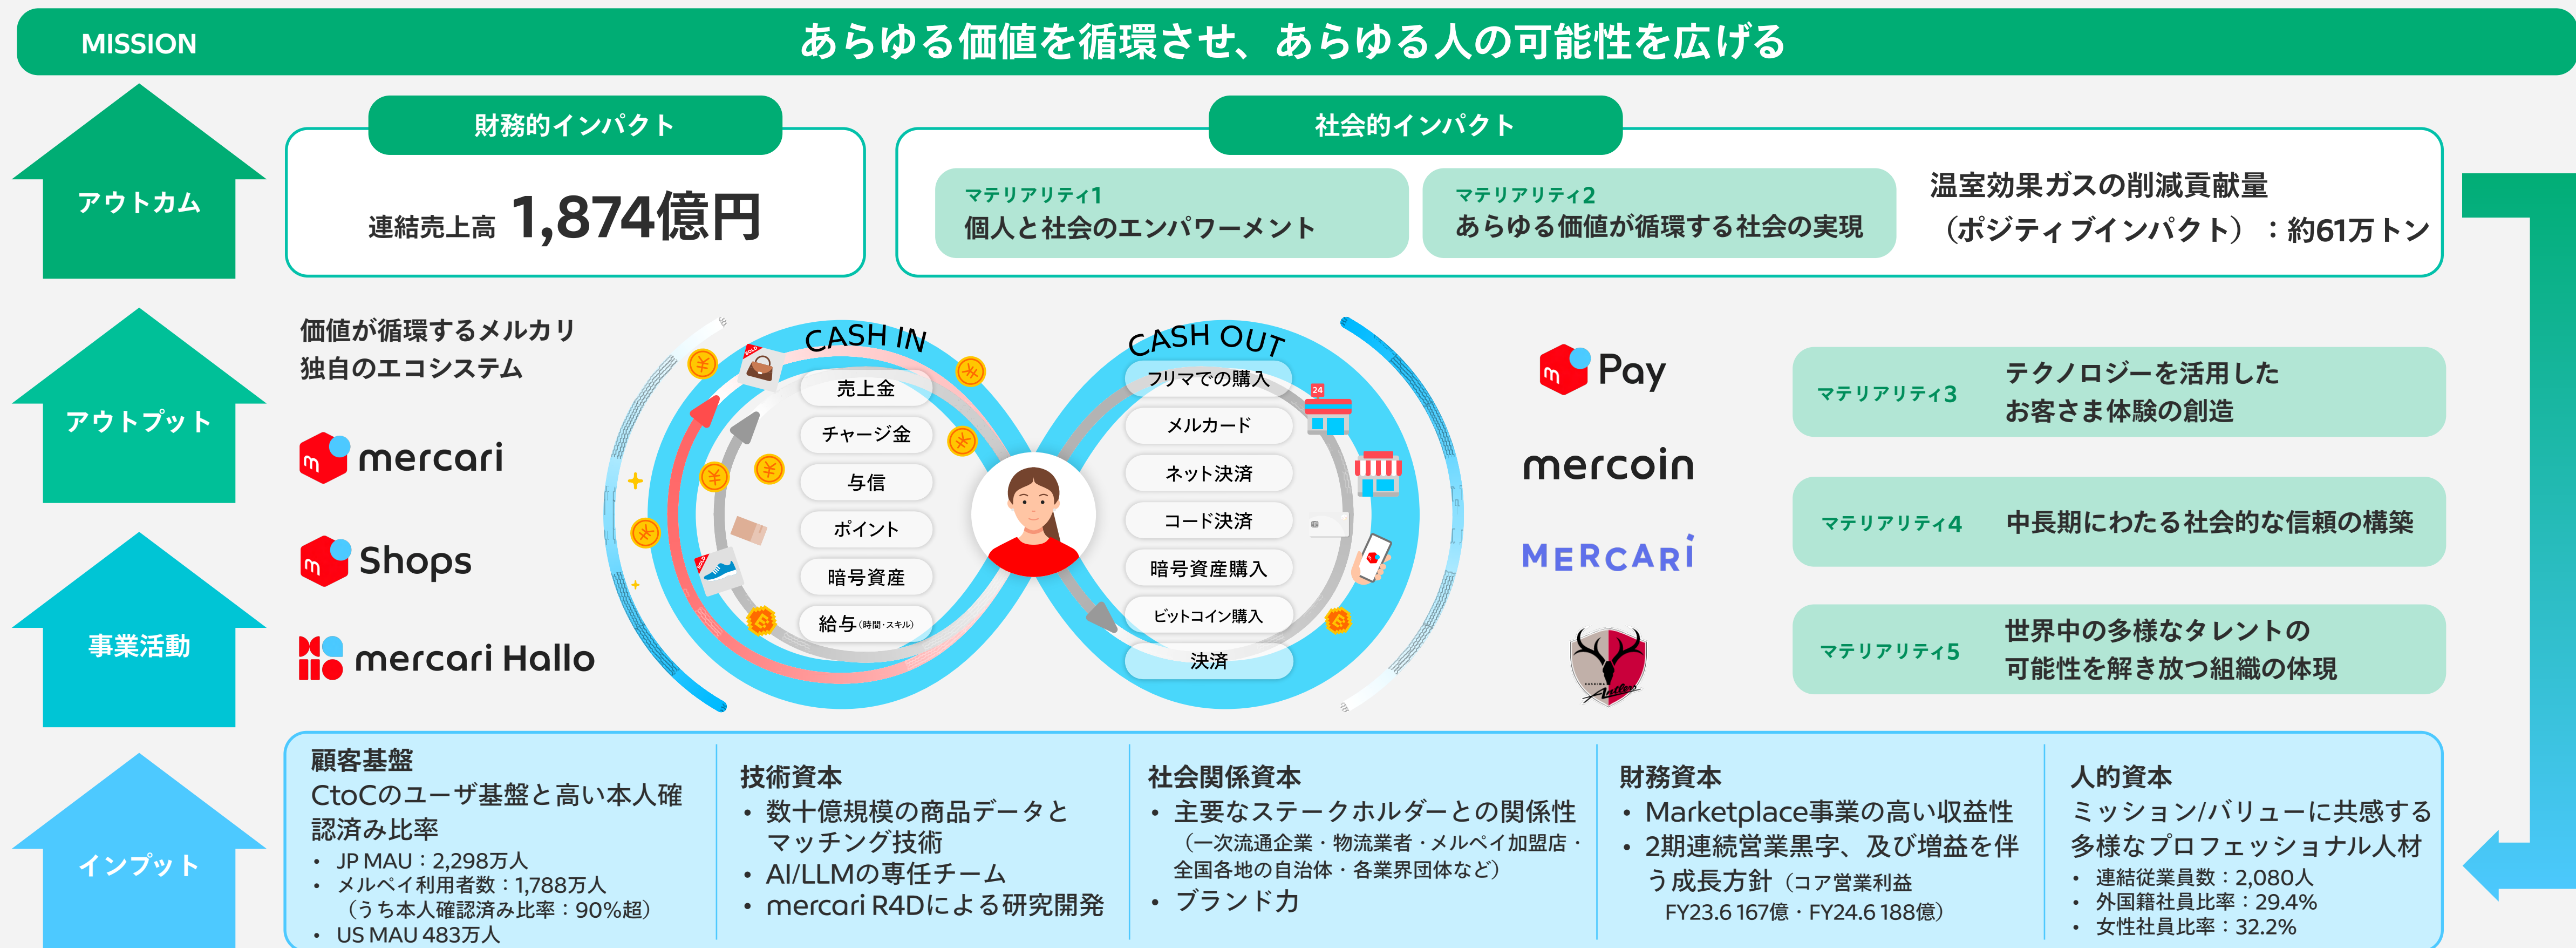 MISSION
あらゆる価値を循環させ、あらゆる人の可能性を広げる
アウトカム
財務的インパクト
連結売上高 1,874億円
社会的インパクト
マテリアリティ1
個人と社会のエンパワーメント
マテリアリティ2
あらゆる価値が循環する社会の実現
温室効果ガスの削減貢献量
（ポジティブインパクト）：約61万トン
アウトプット
事業活動
価値が循環するメルカリ
独自のエコシステム
m mercari
m Shops
mercari Hallo
CASH IN
売上金
チャージ金
与信
ポイント
暗号資産
給与（時間・スキル）
CASH OUT
フリマでの購入
メルカード
ネット決済
コード決済
暗号資産購入
ビットコイン購入
決済
24
m Pay
mercoin
MERCARI
Antlers
マテリアリティ3
テクノロジーを活用した
お客さま体験の創造
マテリアリティ4
中長期にわたる社会的な信頼の構築
マテリアリティ5
世界中の多様なタレントの
可能性を解き放つ組織の体現
インプット
顧客基盤
CtoCのユーザ基盤と高い本人確
認済み比率
• JP MAU：2,298万人
• メルペイ利用者数：1,788万人
（うち本人確認済み比率：90%超）
• US MAU 483万人
技術資本
• 数十億規模の商品データと
マッチング技術
• AI/LLMの専任チーム
• mercari R4Dによる研究開発
社会関係資本
• 主要なステークホルダーとの関係性
（一次流通企業・物流業者・メルペイ加盟店・
全国各地の自治体・各業界団体など）
• ブランド力
財務資本
• Marketplace事業の高い収益性
• 2期連続営業黒字、及び増益を伴
う成長方針（コア営業利益
FY23.6 167億・FY24.6 188億）
人的資本
ミッション/バリューに共感する
多様なプロフェッショナル人材
• 連結従業員数：2,080人
• 外国籍社員比率：29.4%
• 女性社員比率：32.2%